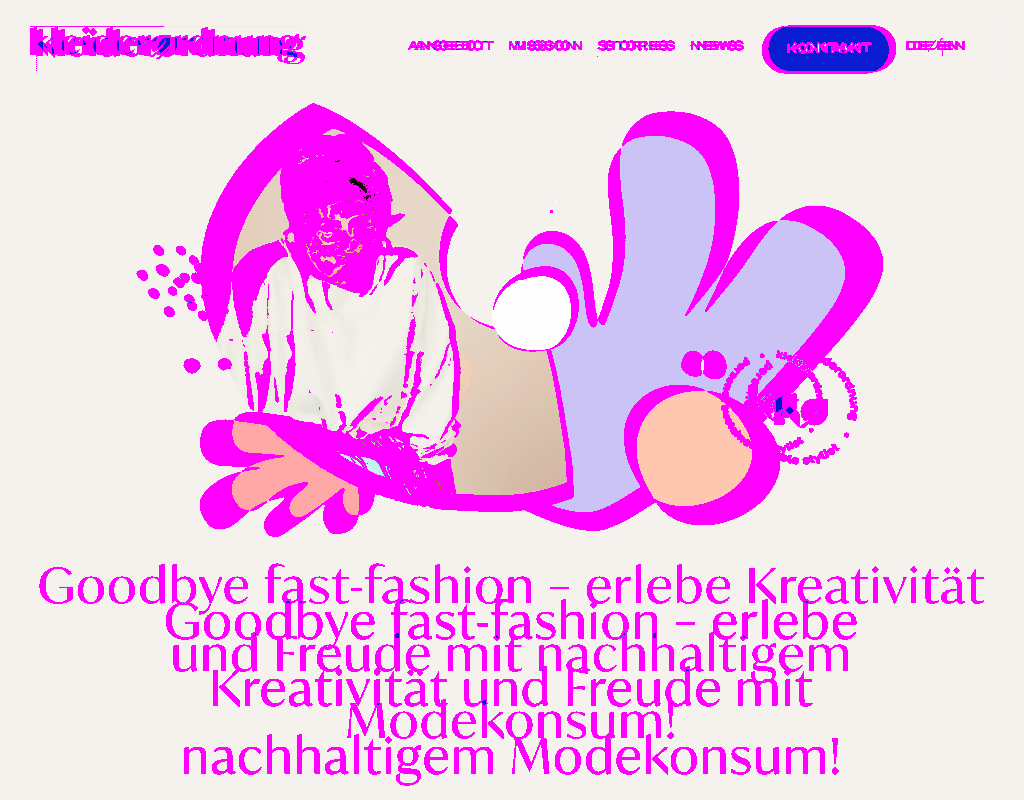 kleiderordnung
ANGEBOT MISSION STORIES NEWS KONTAKT DE EN
Goodbye fast-fashion – erlebe Kreativität
Goodbye fast-fashion – erlebe
und Freude mit nachhaltigem
Kreativität und Freude mit
Modekonsum!
nachhaltigem Modekonsum!